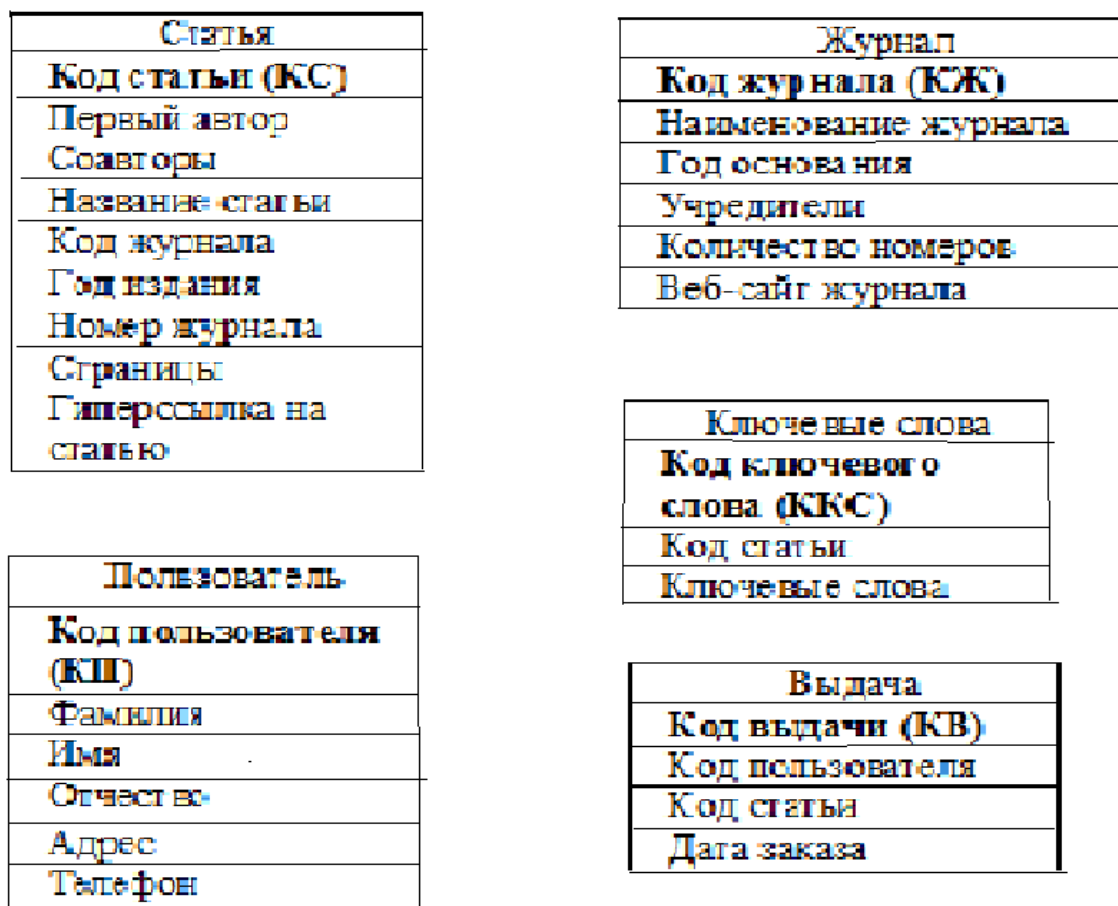 Статья
Код статьи (КС)
Первый автор
Соавторы
Название статьи
Код журнала
Год издания
Номер журнала
Страницы
Гиперссылка на
статью
Журнал
Код журнала (КЖ)
Наименование журнала
Год основания
Учредители
Количество номеров
Веб-сайт журнала
Ключевые слова
Код ключевого
слова (ККС)
Код статьи
Ключевые слова
Пользователь
Код пользователя
(КП)
Фамилия
Имя
Отчество
Адрес
Телефон
Выдача
Код выдачи (КВ)
Код пользователя
Код статьи
Дата заказа